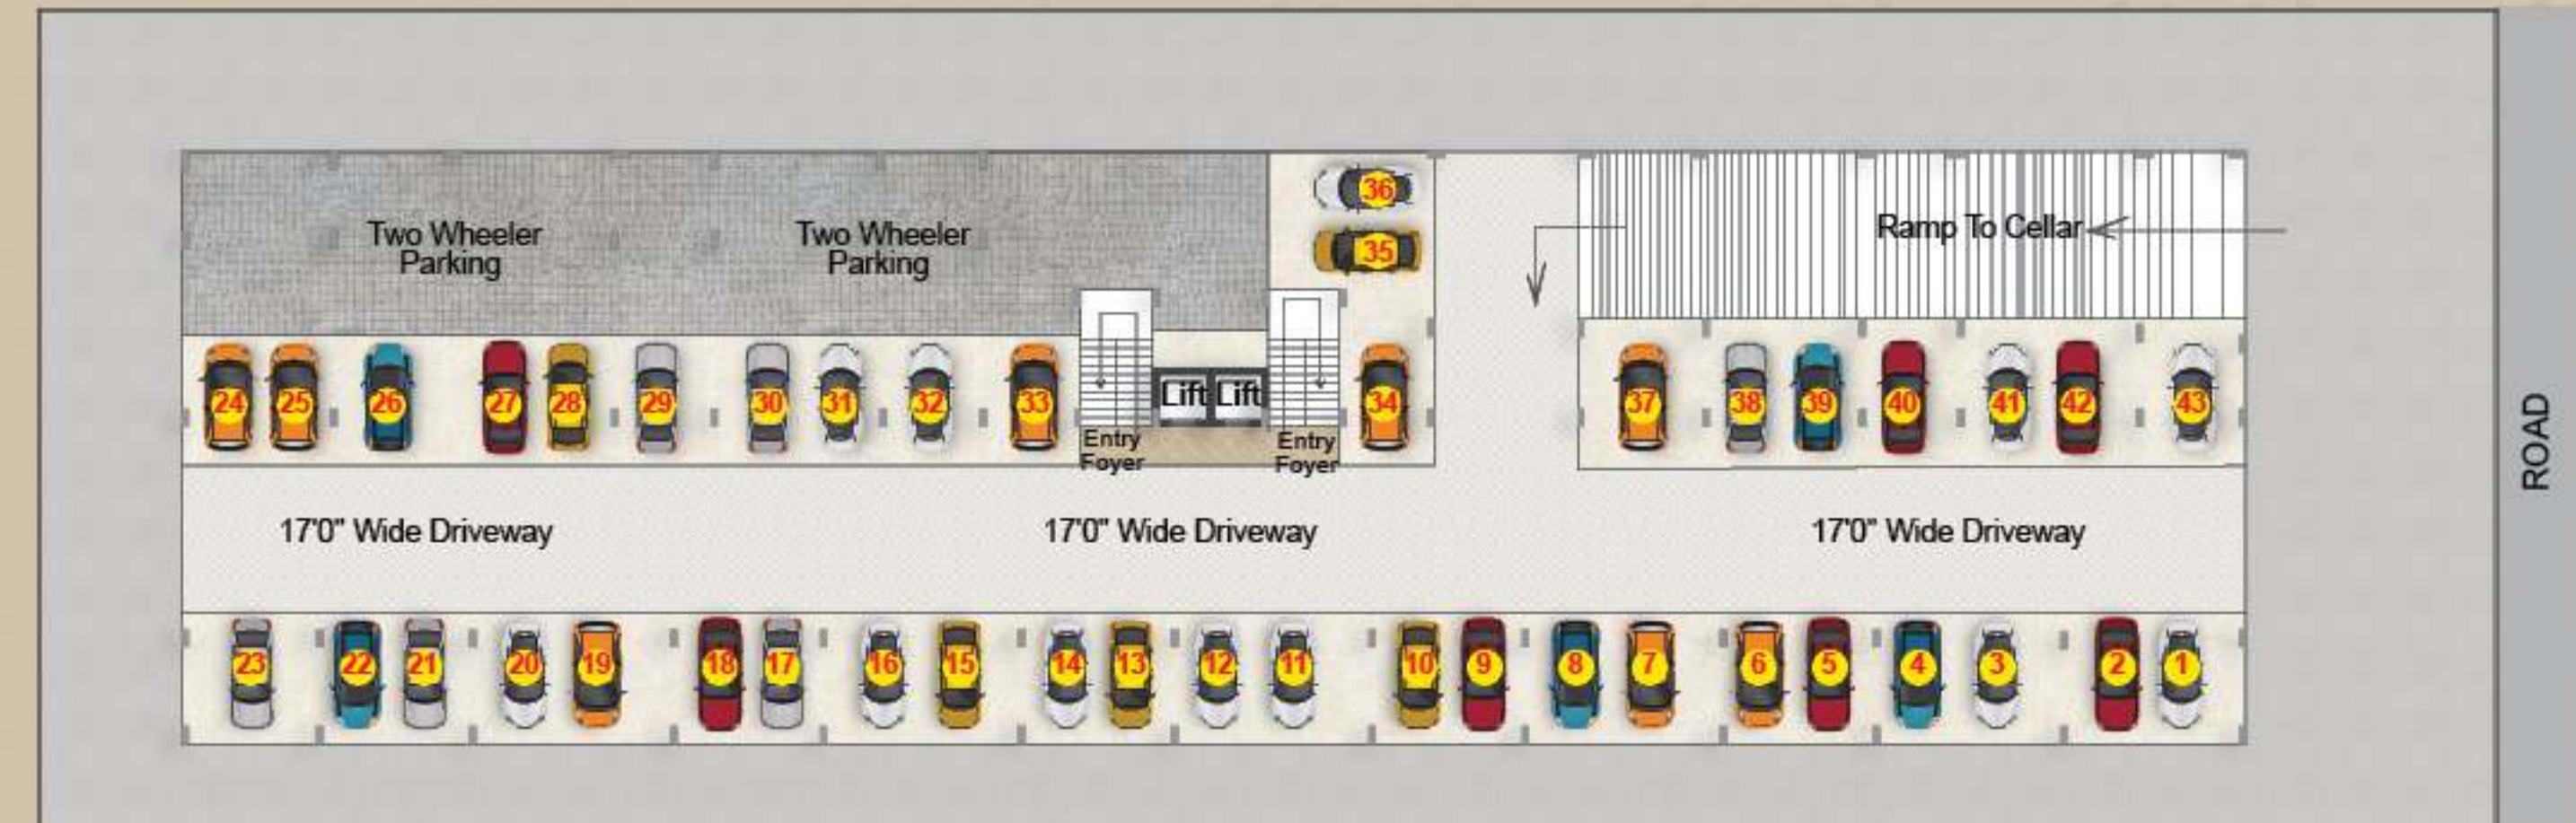 36
Two Wheeler
Parking
Two Wheeler
Parking
35
Ramp To Cellar
24 25 26 27 28 29 30 31 32 33 Lift Lift 34 37 38 39 40 41 42 43
Entry
Foyer
Entry
Foyer
ROAD
17'0" Wide Driveway 17'0" Wide Driveway 17'0" Wide Driveway
23 22 21 20 19 18 17 16 15 14 13 12 11 10 9 8 7 6 5 4 3 2 1